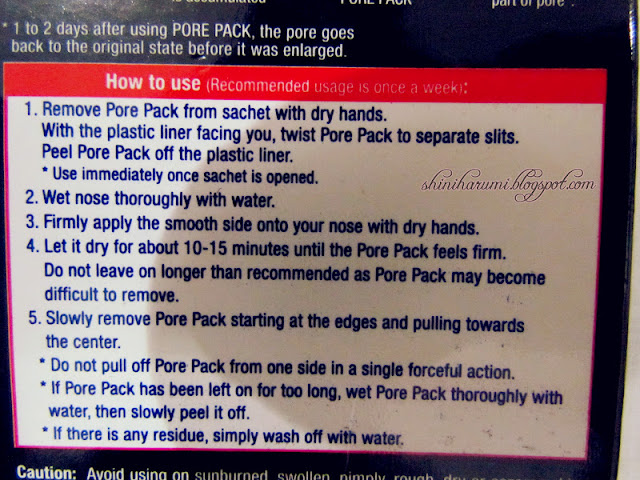 is accumulated PORE PACK part of pore .
* 1 to 2 days after using PORE PACK, the pore goes
back to the original state before it was enlarged.
How to use (Recommended usage is once a week):
1. Remove Pore Pack from sachet with dry hands.
With the plastic liner facing you, twist Pore Pack to separate slits.
Peel Pore Pack off the plastic liner.
* Use immediately once sachet is opened.
shiniharumi.blogspot.com
2. Wet nose thoroughly with water.
3. Firmly apply the smooth side onto your nose with dry hands.
4. Let it dry for about 10-15 minutes until the Pore Pack feels firm.
Do not leave on longer than recommended as Pore Pack may become
difficult to remove.
5. Slowly remove Pore Pack starting at the edges and pulling towards
the center.
* Do not pull off Pore Pack from one side in a single forceful action.
* If Pore Pack has been left on for too long, wet Pore Pack thoroughly with
water, then slowly peel it off.
* If there is any residue, simply wash off with water.
Caution: Avoid using on sunburned, swollen, pimply, rough, dry or